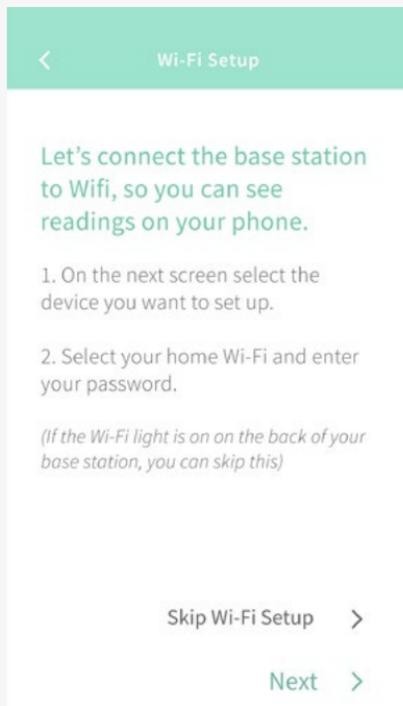 Wi-Fi Setup
Let's connect the base station
to Wifi, so you can see
readings on your phone.
1. On the next screen select the
device you want to set up.
2. Select your home Wi-Fi and enter
your password.
(If the Wi-Fi light is on on the back of your
base station, you can skip this)
Skip Wi-Fi Setup
Next